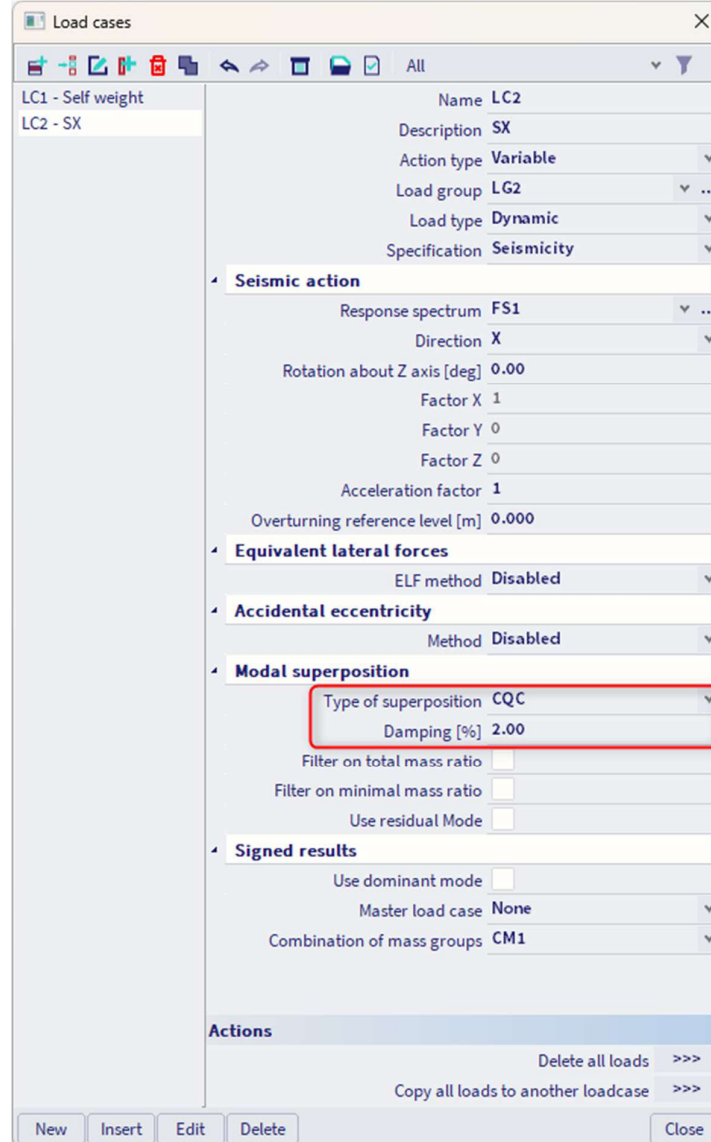 Load cases
All
LC1 - Self weight
LC2 - SX
Name LC2
Description SX
Action type Variable
Load group LG2 ..
Load type Dynamic
Specification Seismicity
Seismic action
Response spectrum FS1 ..
Direction X
Rotation about Z axis [deg] 0.00
Factor X 1
Factor Y 0
Factor Z 0
Acceleration factor 1
Overturning reference level [m] 0.000
Equivalent lateral forces
ELF method Disabled
Accidental eccentricity
Method Disabled
Modal superposition
Type of superposition CQC
Damping [%] 2.00
Filter on total mass ratio
Filter on minimal mass ratio
Use residual Mode
Signed results
Use dominant mode
Master load case None
Combination of mass groups CM1
Actions
Delete all loads >>>
Copy all loads to another loadcase >>>
New Insert Edit Delete Close